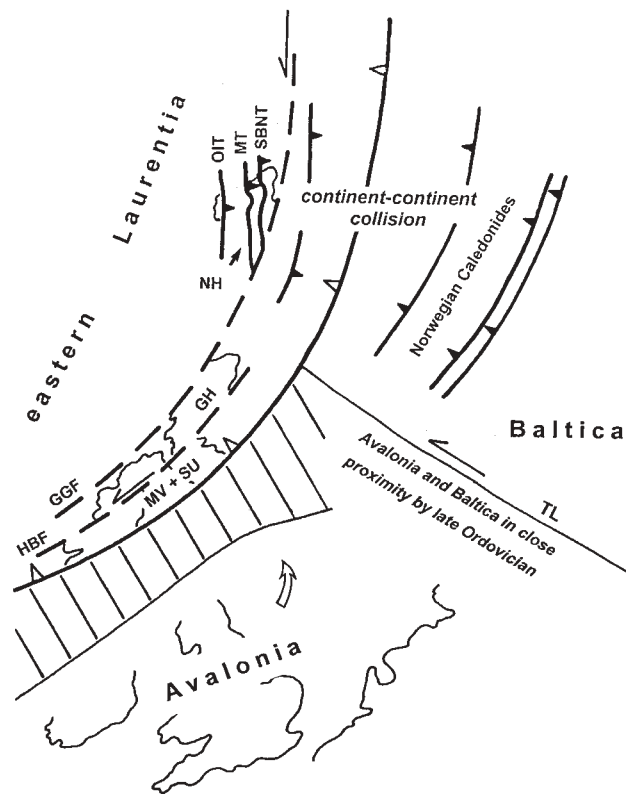 eastern Laurentia
OIT
MT
SBNT
continent-continent
collision
NH
Norwegian Caledonides
GH
Baltica
MV + SU
GGF
HBF
TL
Avalonia and Baltica in close
proximity by late Ordovician
Avalonia